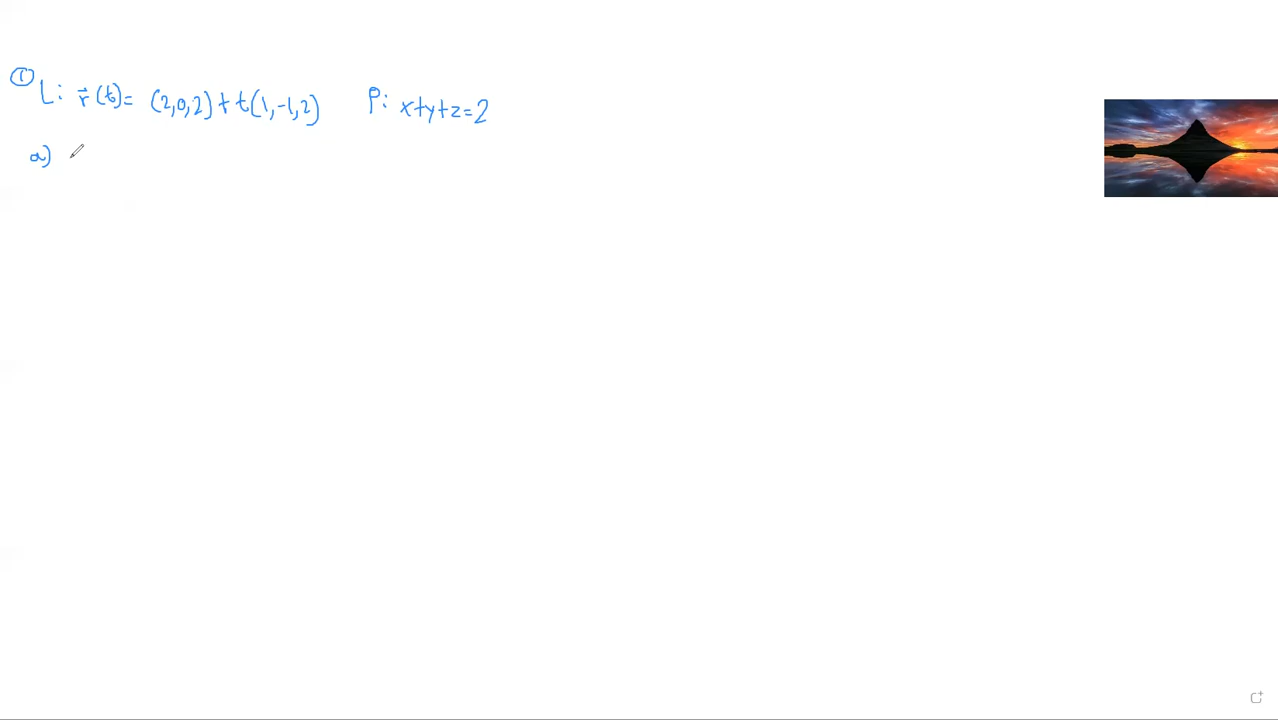 ① L: r⃗(t)= (2,0,2)+t(1,-1,2) P: x+y+z=2
a)